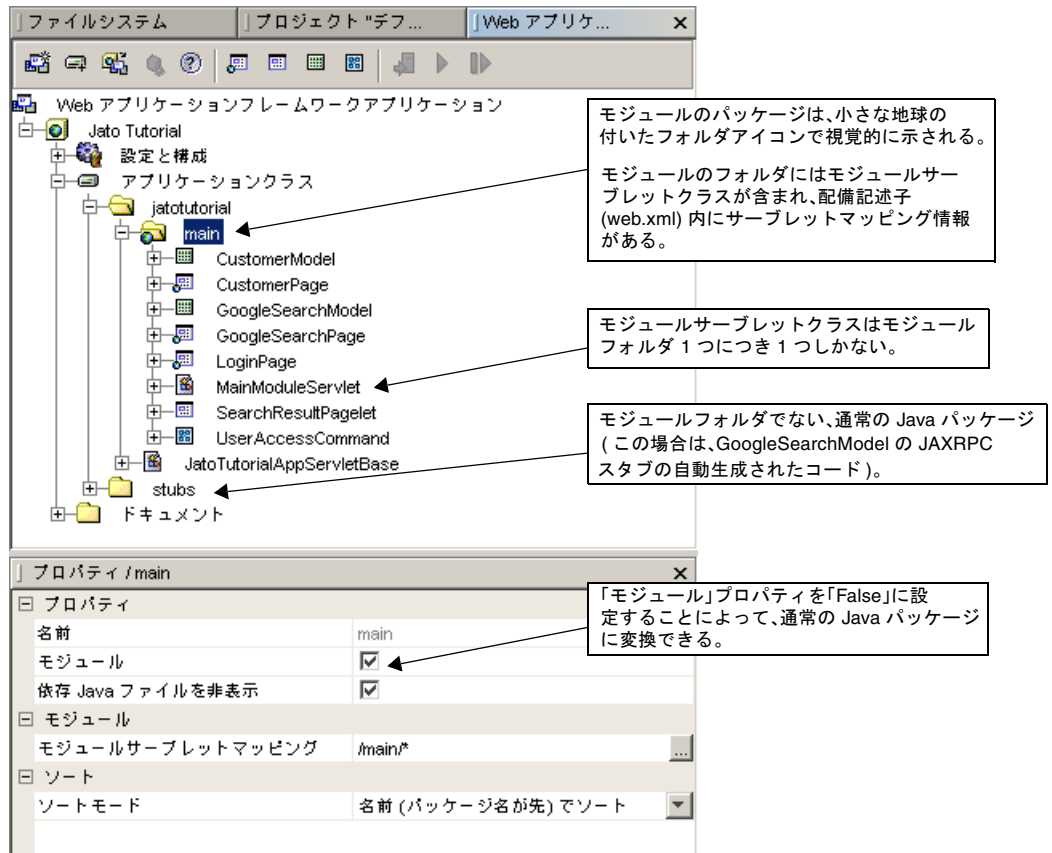 ファイルシステム
プロジェクト "デフ...
Web アプリケ...
Web アプリケーションフレームワークアプリケーション
Jato Tutorial
設定と構成
アプリケーションクラス
jatotutorial
main
CustomerModel
CustomerPage
GoogleSearchModel
GoogleSearchPage
LoginPage
MainModuleServlet
SearchResultPagelet
UserAccessCommand
JatoTutorialAppServletBase
stubs
ドキュメント
モジュールのパッケージは、小さな地球の
付いたフォルダアイコンで視覚的に示される。
モジュールのフォルダにはモジュールサー
ブレットクラスが含まれ、配備記述子
(web.xml) 内にサーブレットマッピング情報
がある。
モジュールサーブレットクラスはモジュール
フォルダ 1 つにつき 1 つしかない。
モジュールフォルダでない、通常の Java パッケージ
( この場合は、GoogleSearchModel の JAXRPC
スタブの自動生成されたコード )。
プロパティ / main
プロパティ
名前 main
モジュール
依存 Java ファイルを非表示
モジュール
モジュールサーブレットマッピング /main/* ...
ソート
ソートモード 名前 (パッケージ名が先) でソート
「モジュール」プロパティを「False」に設
定することによって、通常の Java パッケージ
に変換できる。